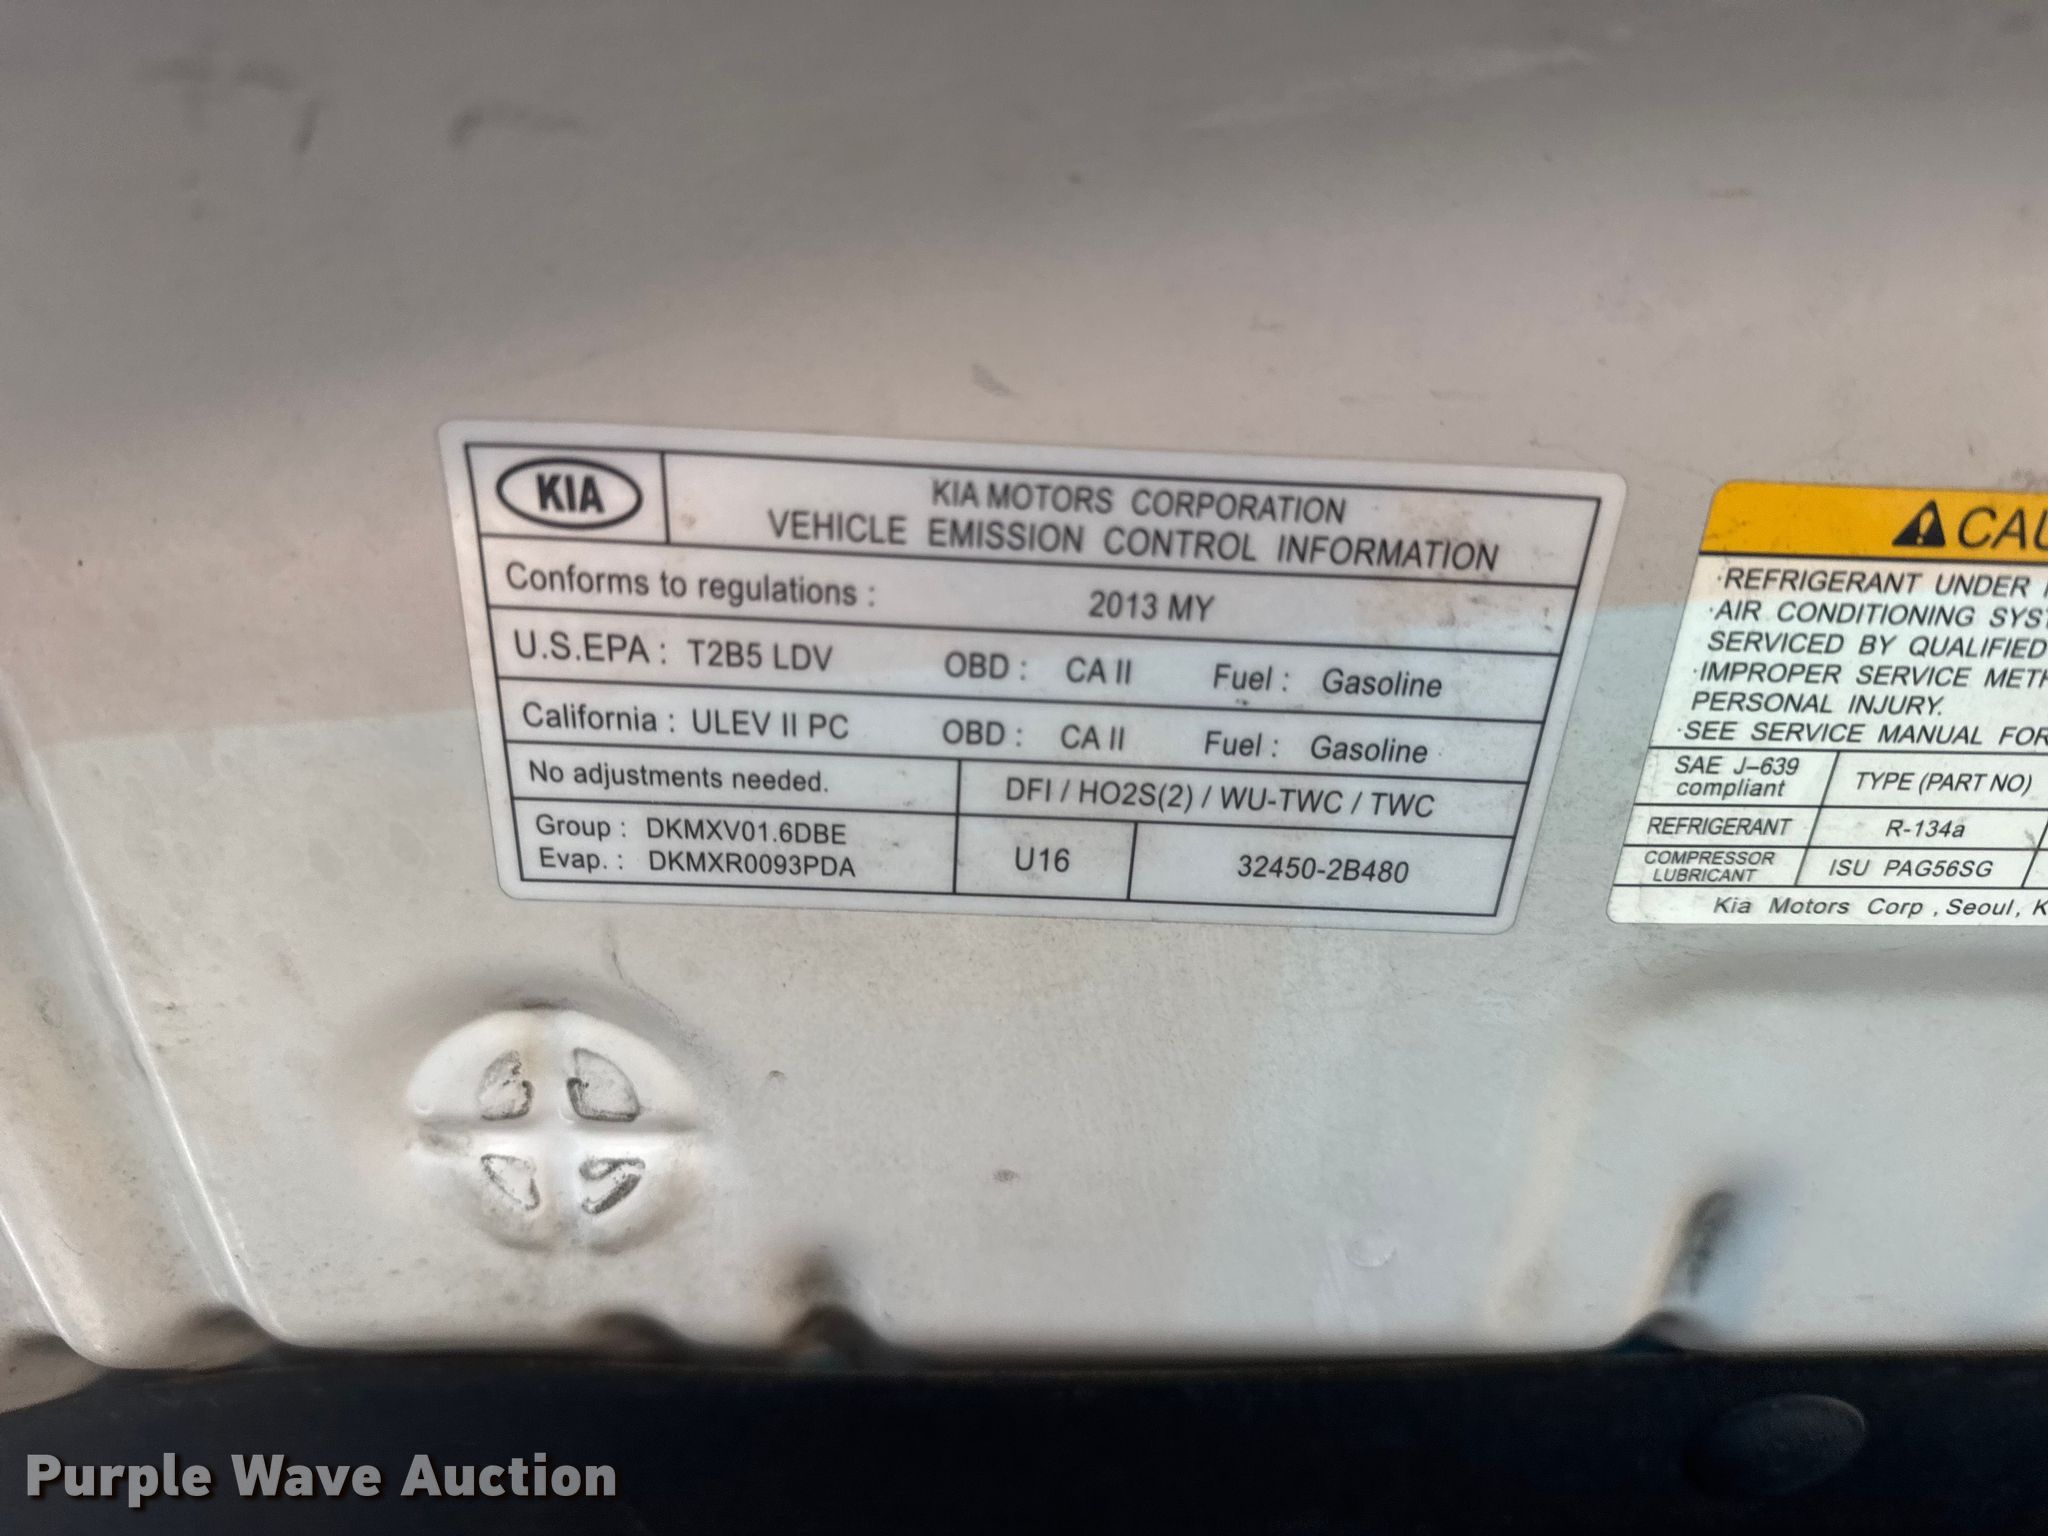 KIA
KIA MOTORS CORPORATION
VEHICLE EMISSION CONTROL INFORMATION
Conforms to regulations : 2013 MY
U.S.EPA : T2B5 LDV OBD : CA II Fuel : Gasoline
California : ULEV II PC OBD : CA II Fuel : Gasoline
No adjustments needed. DFI / HO2S(2) / WU-TWC / TWC
Group : DKMXV01.6DBE
Evap. : DKMXR0093PDA
U16 32450-2B480
·REFRIGERANT UNDER
·AIR CONDITIONING
SERVICED BY QUALIFIED
·IMPROPER SERVICE
PERSONAL INJURY.
·SEE SERVICE MANUAL FOR
SAE J-639
compliant
TYPE (PART NO)
REFRIGERANT R-134a
COMPRESSOR
LUBRICANT
ISU PAG56SG
Kia Motors Corp , Seoul,
Purple Wave Auction